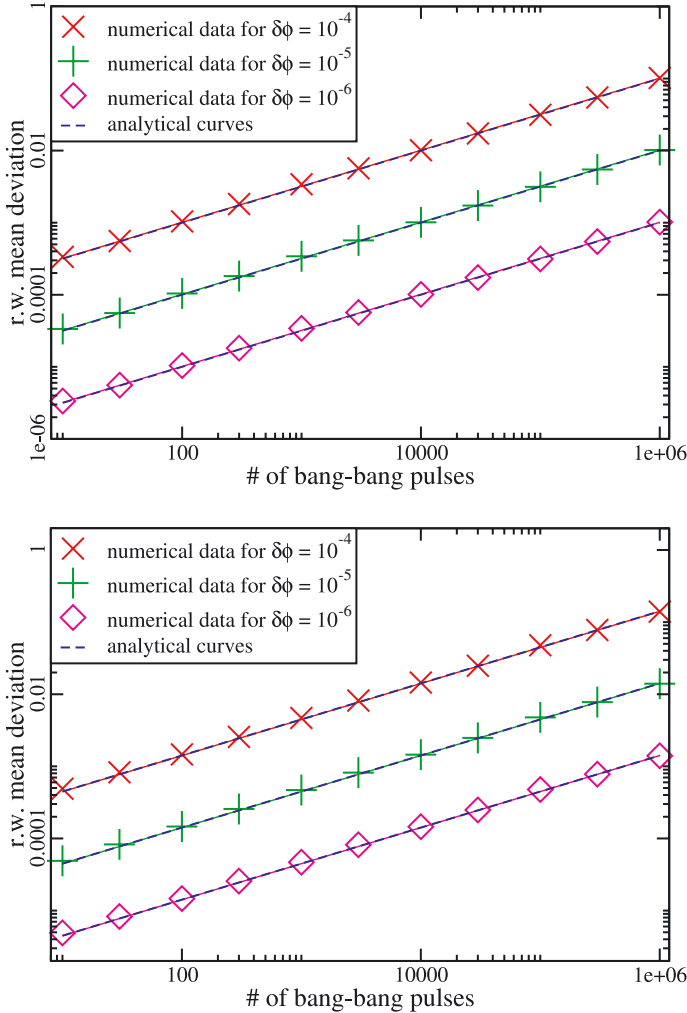 1
numerical data for δϕ = 10⁻⁴
numerical data for δϕ = 10⁻⁵
numerical data for δϕ = 10⁻⁶
analytical curves
0.01
0.0001
1e-06
r.w. mean deviation
100
10000
1e+06
# of bang-bang pulses
1
numerical data for δϕ = 10⁻⁴
numerical data for δϕ = 10⁻⁵
numerical data for δϕ = 10⁻⁶
analytical curves
0.01
0.0001
r.w. mean deviation
100
10000
1e+06
# of bang-bang pulses